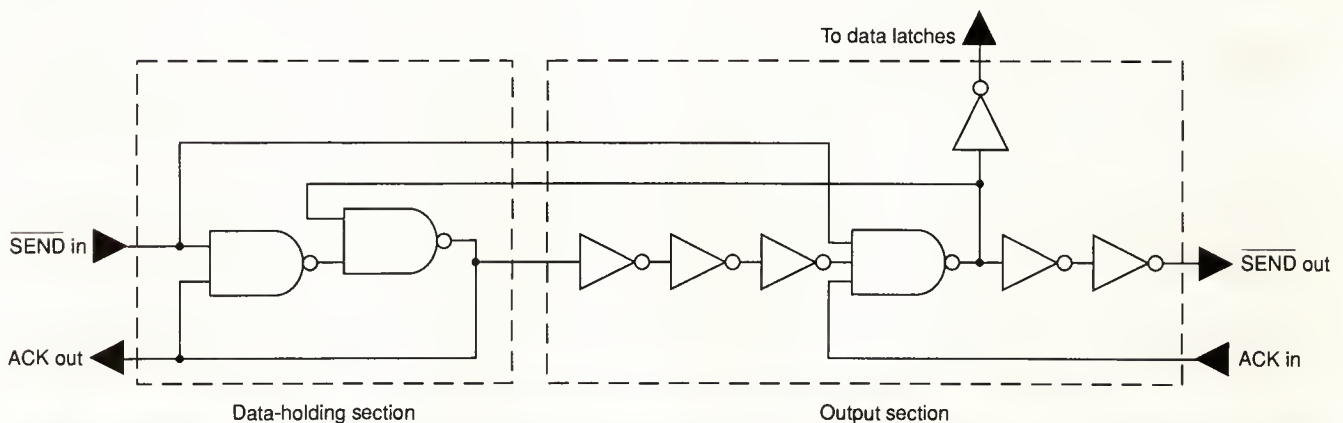 To data latches
SEND in
SEND out
ACK out
ACK in
Data-holding section
Output section